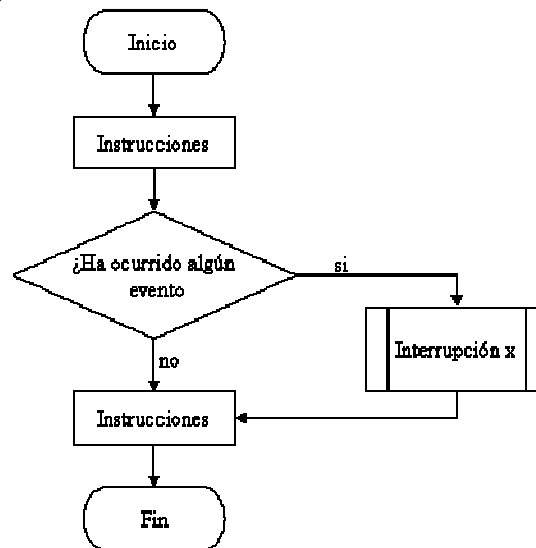 Inicio
Instrucciones
¿Ha ocurrido algún
evento
si
Interrupción x
no
Instrucciones
Fin